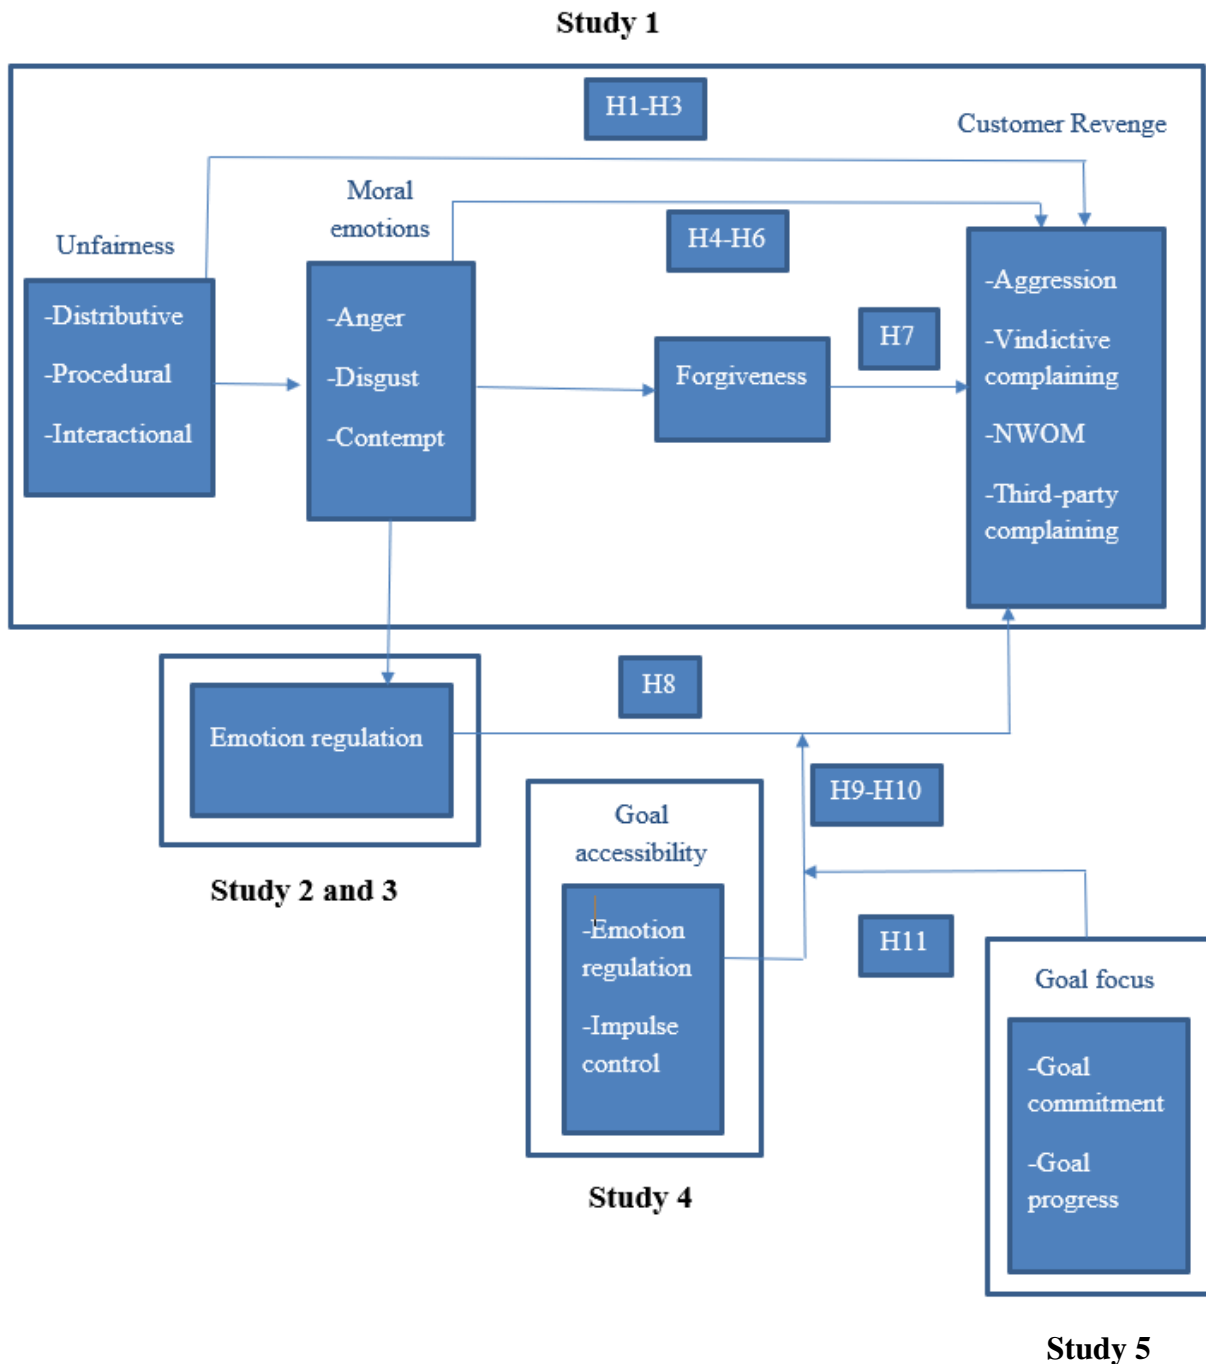 Study 1
H1-H3
Customer Revenge
Moral
emotions
H4-H6
Unfairness
-Distributive
-Procedural
-Interactional
-Anger
-Disgust
-Contempt
Forgiveness
H7
-Aggression
-Vindictive
complaining
-NWOM
-Third-party
complaining
Emotion regulation
H8
Study 2 and 3
H9-H10
Goal
accessibility
-Emotion
regulation
-Impulse
control
Study 4
H11
Goal focus
-Goal
commitment
-Goal
progress
Study 5